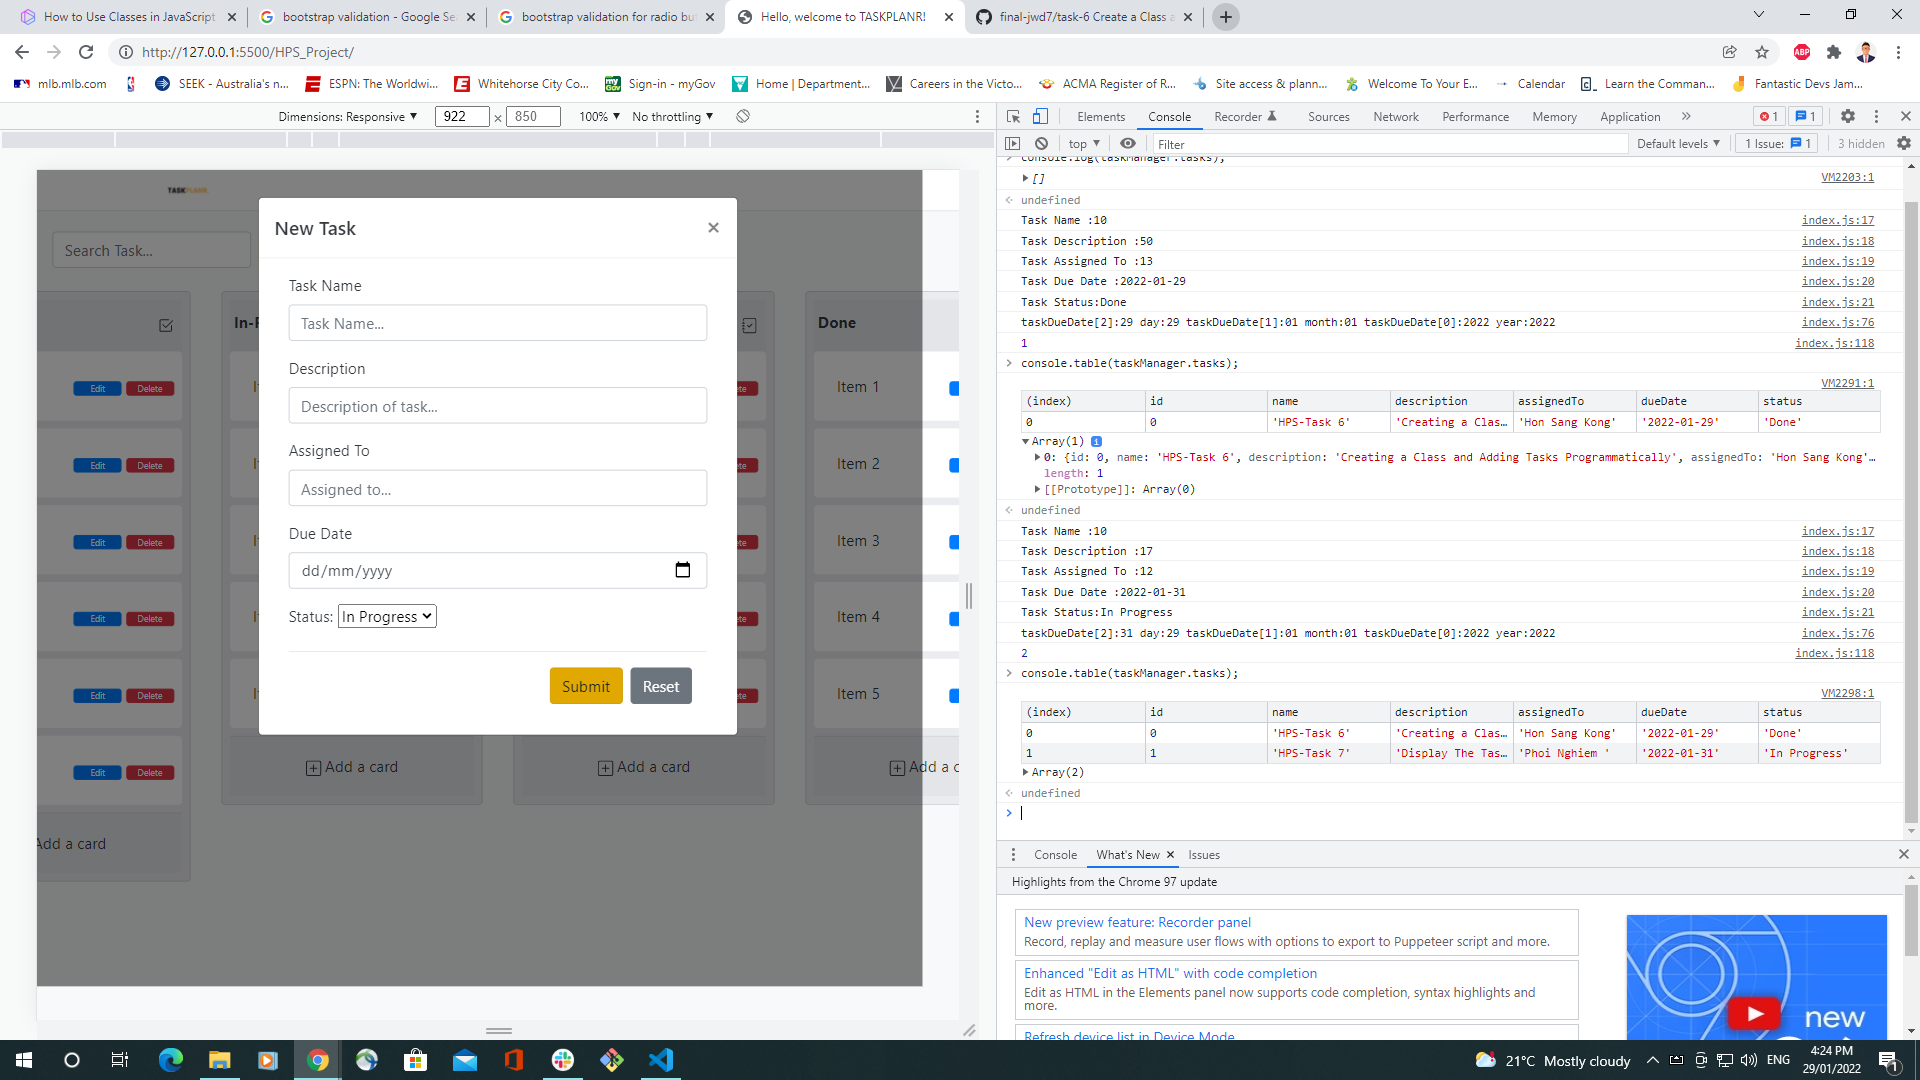 How to Use Classes in JavaScript
bootstrap validation - Google Se
bootstrap validation for radio bu
Hello, welcome to TASKPLANR!
final-jwd7/task-6 Create a Class a
http://127.0.0.1:5500/HPS_Project/
ABP
mlb.mlb.com
SEEK - Australia's n...
ESPN: The Worldwi...
Whitehorse City Co...
Sign-in - myGov
Home | Department...
Careers in the Victo...
ACMA Register of R...
Site access & plann...
Welcome To Your E...
Calendar
Learn the Comman...
Fantastic Devs Jam...
Dimensions: Responsive
922 × 850
100%
No throttling
Elements
Console
Recorder
Sources
Network
Performance
Memory
Application
1
1
top
Filter
Default levels
1 Issue: 1
3 hidden
TASKPLANR
Search Task...
New Task
Task Name
Task Name...
Description
Description of task...
Assigned To
Assigned to...
Due Date
dd/mm/yyyy
Status: In Progress
Submit
Reset
Edit Delete
Edit Delete
Edit Delete
Edit Delete
Edit Delete
Edit Delete
Add a card
In-P
Add a card
Add a card
Done
Item 1
Item 2
Item 3
Item 4
Item 5
Add a c
console.log(taskManager.tasks);
[] VM2203:1
undefined
Task Name :10 index.js:17
Task Description :50 index.js:18
Task Assigned To :13 index.js:19
Task Due Date :2022-01-29 index.js:20
Task Status:Done index.js:21
taskDueDate[2]:29 day:29 taskDueDate[1]:01 month:01 taskDueDate[0]:2022 year:2022 index.js:76
1 index.js:118
console.table(taskManager.tasks);
VM2291:1
(index) id name description assignedTo dueDate status
0 0 'HPS-Task 6' 'Creating a Clas... 'Hon Sang Kong' '2022-01-29' 'Done'
Array(1)
0: {id: 0, name: 'HPS-Task 6', description: 'Creating a Class and Adding Tasks Programmatically', assignedTo: 'Hon Sang Kong'...
length: 1
[[Prototype]]: Array(0)
undefined
Task Name :10 index.js:17
Task Description :17 index.js:18
Task Assigned To :12 index.js:19
Task Due Date :2022-01-31 index.js:20
Task Status:In Progress index.js:21
taskDueDate[2]:31 day:29 taskDueDate[1]:01 month:01 taskDueDate[0]:2022 year:2022 index.js:76
2 index.js:118
console.table(taskManager.tasks);
VM2298:1
(index) id name description assignedTo dueDate status
0 0 'HPS-Task 6' 'Creating a Clas... 'Hon Sang Kong' '2022-01-29' 'Done'
1 1 'HPS-Task 7' 'Display The Tas... 'Phoi Nghiem ' '2022-01-31' 'In Progress'
Array(2)
undefined
Console
What's New
Issues
Highlights from the Chrome 97 update
New preview feature: Recorder panel
Record, replay and measure user flows with options to export to Puppeteer script and more.
Enhanced "Edit as HTML" with code completion
Edit as HTML in the Elements panel now supports code completion, syntax highlights and
more.
Refresh device list in Device Mode
new
21°C Mostly cloudy
ENG
4:24 PM
29/01/2022
1